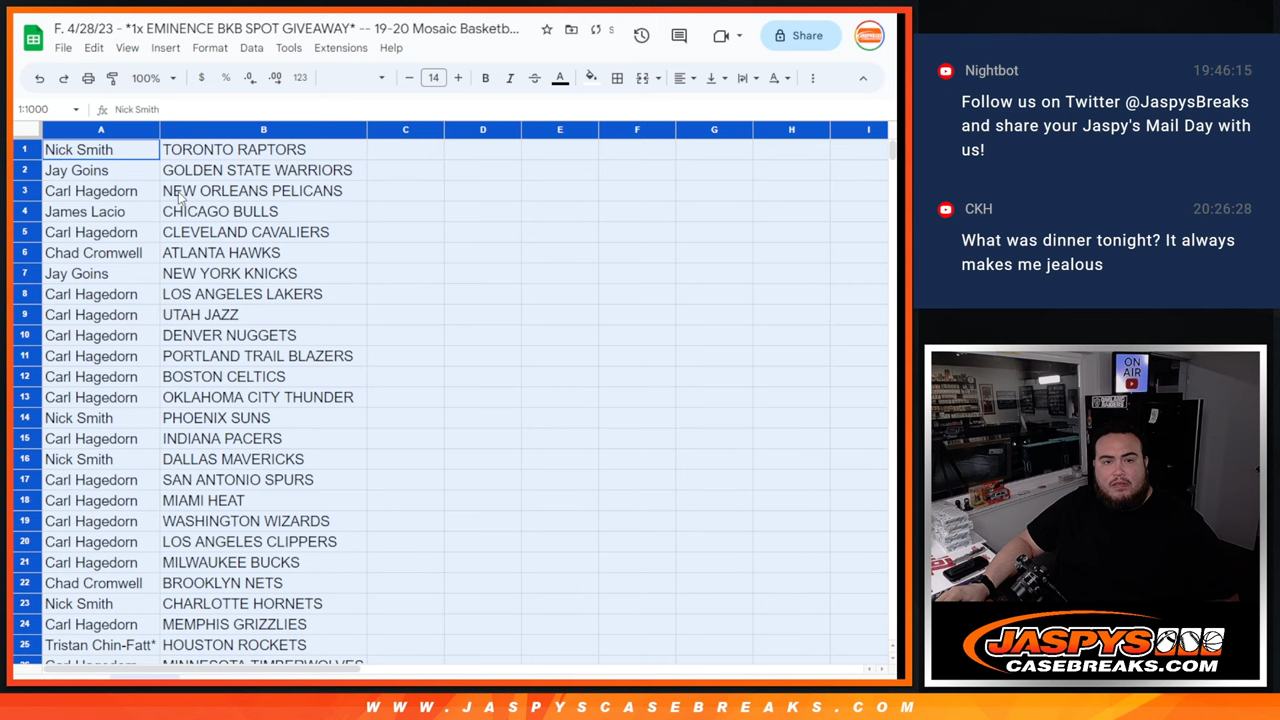 F. 4/28/23 - *1x EMINENCE BKB SPOT GIVEAWAY* -- 19-20 Mosaic Basketb...
Share
File Edit View Insert Format Data Tools Extensions Help
100% $ % .0 .00 123 14 B I S A
1:1000 fx Nick Smith
A B C D E F G H I
1 Nick Smith TORONTO RAPTORS
2 Jay Goins GOLDEN STATE WARRIORS
3 Carl Hagedorn NEW ORLEANS PELICANS
4 James Lacio CHICAGO BULLS
5 Carl Hagedorn CLEVELAND CAVALIERS
6 Chad Cromwell ATLANTA HAWKS
7 Jay Goins NEW YORK KNICKS
8 Carl Hagedorn LOS ANGELES LAKERS
9 Carl Hagedorn UTAH JAZZ
10 Carl Hagedorn DENVER NUGGETS
11 Carl Hagedorn PORTLAND TRAIL BLAZERS
12 Carl Hagedorn BOSTON CELTICS
13 Carl Hagedorn OKLAHOMA CITY THUNDER
14 Nick Smith PHOENIX SUNS
15 Carl Hagedorn INDIANA PACERS
16 Nick Smith DALLAS MAVERICKS
17 Carl Hagedorn SAN ANTONIO SPURS
18 Carl Hagedorn MIAMI HEAT
19 Carl Hagedorn WASHINGTON WIZARDS
20 Carl Hagedorn LOS ANGELES CLIPPERS
21 Carl Hagedorn MILWAUKEE BUCKS
22 Chad Cromwell BROOKLYN NETS
23 Nick Smith CHARLOTTE HORNETS
24 Carl Hagedorn MEMPHIS GRIZZLIES
25 Tristan Chin-Fatt* HOUSTON ROCKETS
Carl Hagedorn MINNESOTA TIMBERWOLVES
Nightbot 19:46:15
Follow us on Twitter @JaspysBreaks
and share your Jaspy's Mail Day with
us!
CKH 20:26:28
What was dinner tonight? It always
makes me jealous
ON
AIR
JASPYS
CASEBREAKS.COM
WWW.JASPYSCASEBREAKS.COM